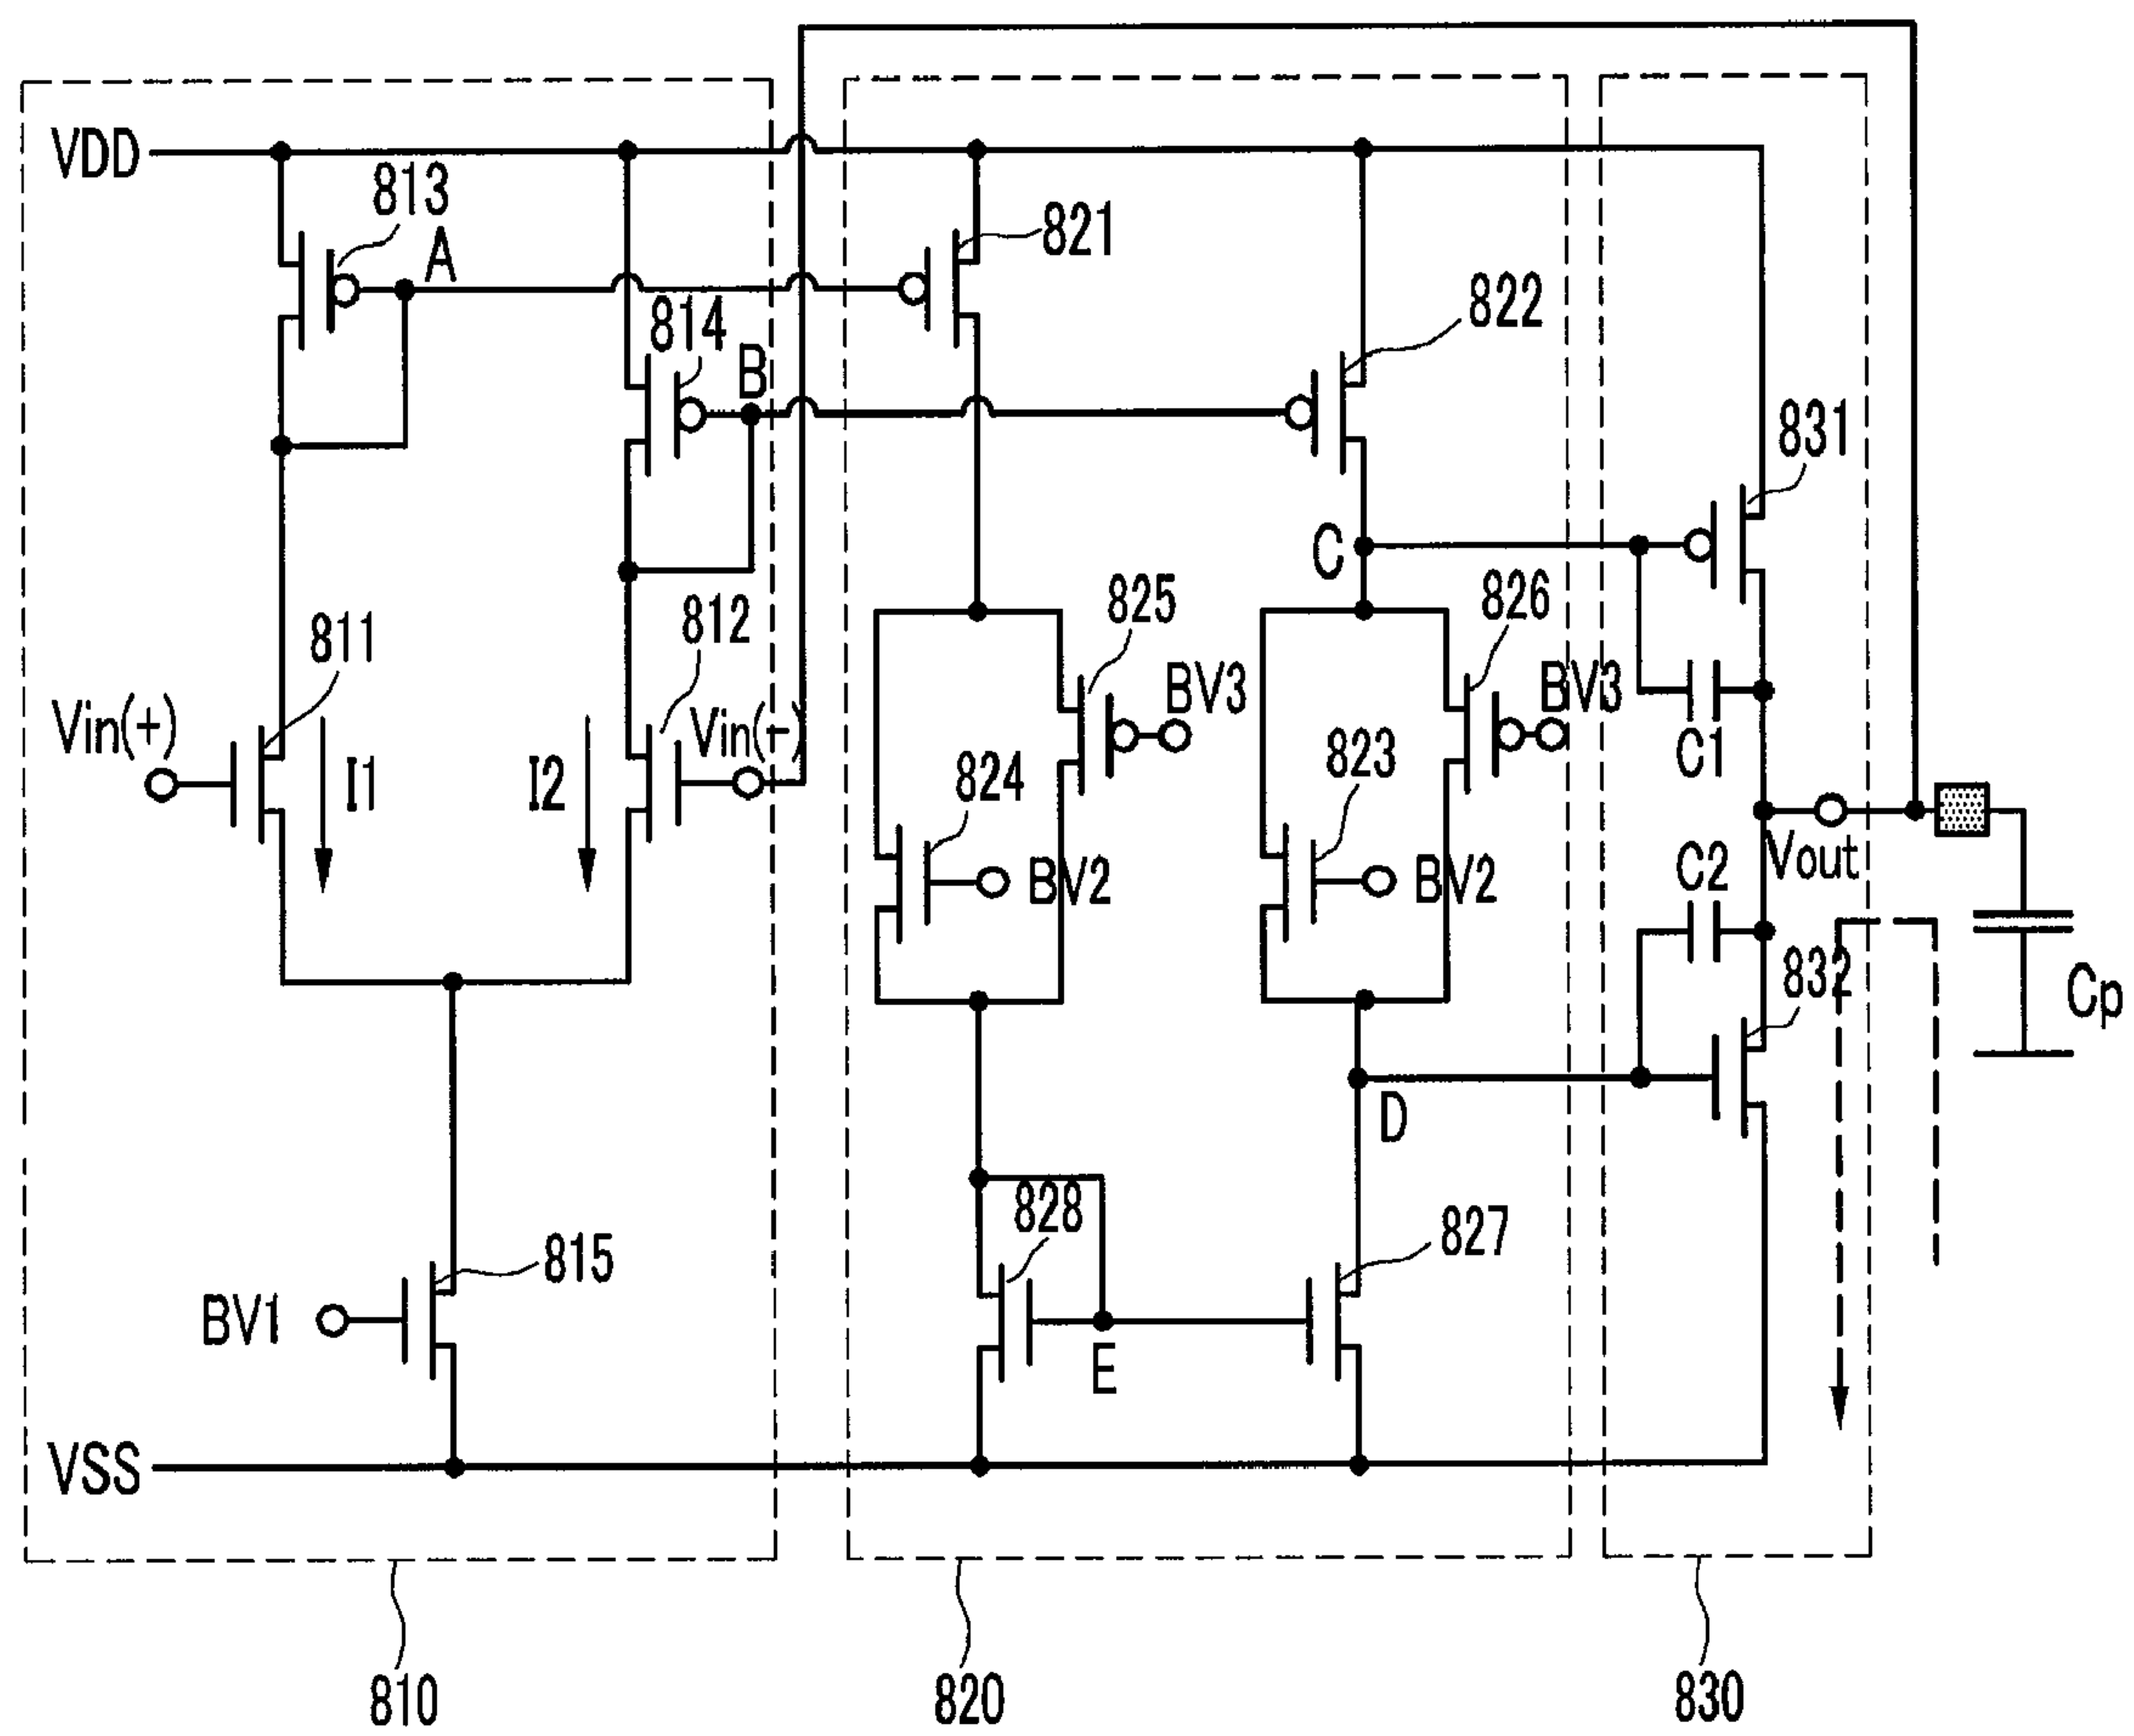 VDD
813
A
821
822
814
B
831
C
825
826
812
811
BV3
BV3
Vin(+)
Vin(-)
C1
823
824
I1
I2
BV2
BV2
C2
Vout
832
Cp
D
828
827
815
BV1
E
VSS
810
820
830